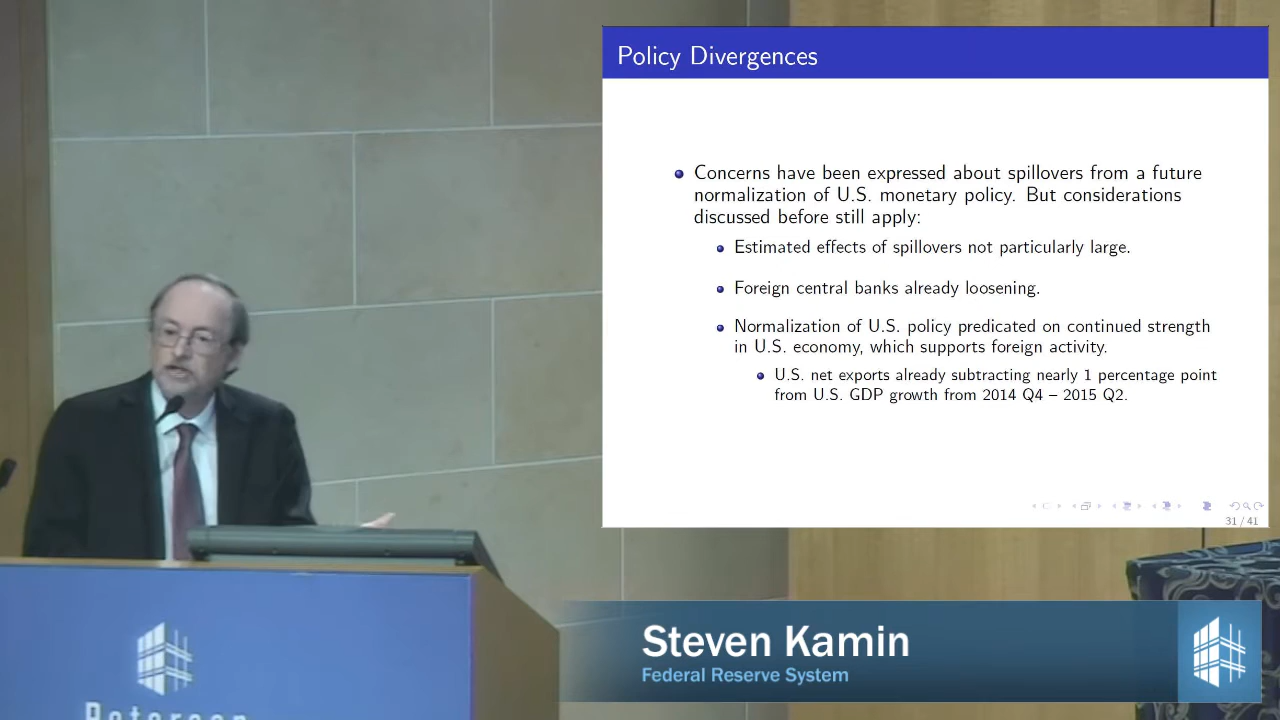 Policy Divergences
Concerns have been expressed about spillovers from a future
normalization of U.S. monetary policy. But considerations
discussed before still apply:
Estimated effects of spillovers not particularly large.
Foreign central banks already loosening.
Normalization of U.S. policy predicated on continued strength
in U.S. economy, which supports foreign activity.
U.S. net exports already subtracting nearly 1 percentage point
from U.S. GDP growth from 2014 Q4 – 2015 Q2.
31 / 41
Steven Kamin
Federal Reserve System
Peterson